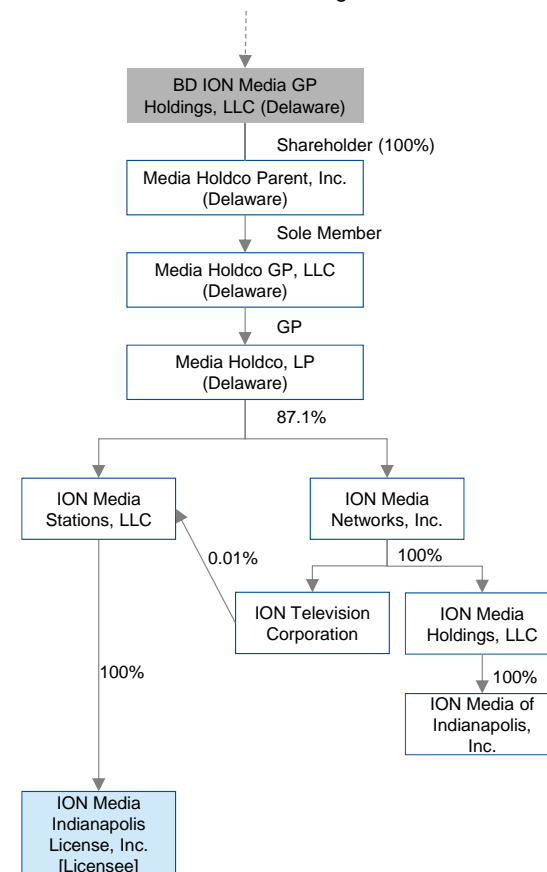 BD ION Media GP
Holdings, LLC (Delaware)
Shareholder (100%)
Media Holdco Parent, Inc.
(Delaware)
Sole Member
Media Holdco GP, LLC
(Delaware)
GP
Media Holdco, LP
(Delaware)
87.1%
ION Media
Stations, LLC
ION Media
Networks, Inc.
0.01%
100%
ION Television
Corporation
ION Media
Holdings, LLC
100%
100%
ION Media of
Indianapolis,
Inc.
ION Media
Indianapolis
License, Inc.
[Licensee]